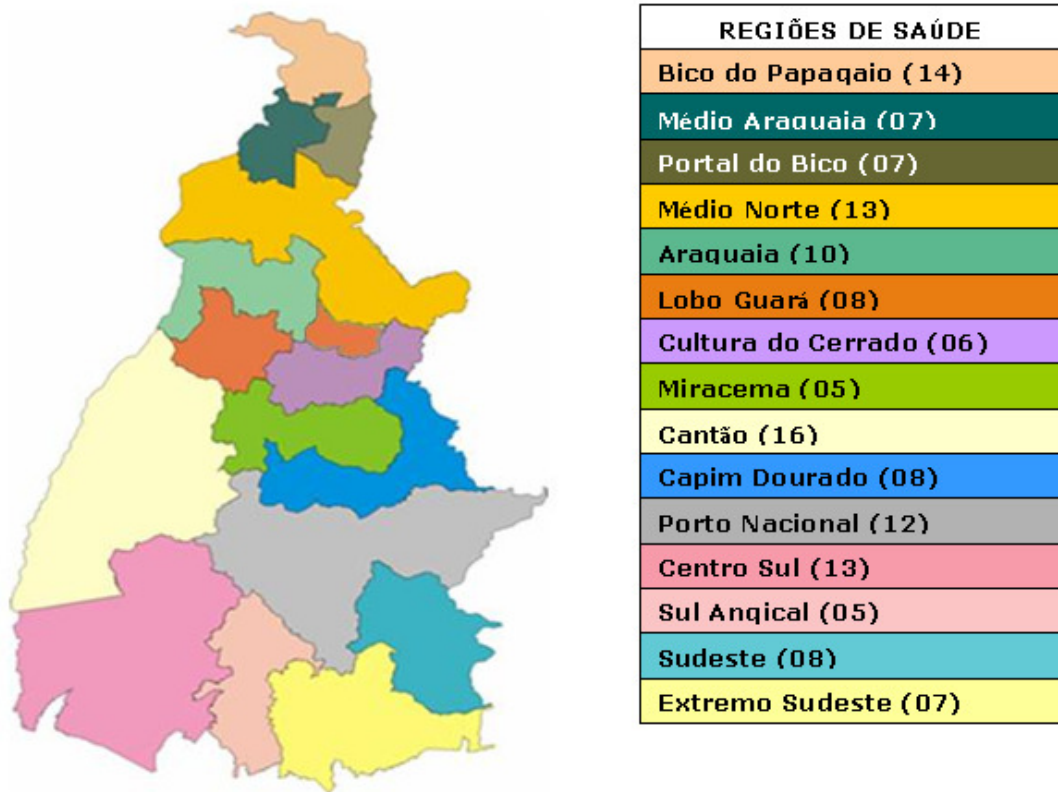 REGIÕES DE SAÚDE
Bico do Papagaio (14)
Médio Araguaia (07)
Portal do Bico (07)
Médio Norte (13)
Araguaia (10)
Lobo Guará (08)
Cultura do Cerrado (06)
Miracema (05)
Cantão (16)
Capim Dourado (08)
Porto Nacional (12)
Centro Sul (13)
Sul Angical (05)
Sudeste (08)
Extremo Sudeste (07)